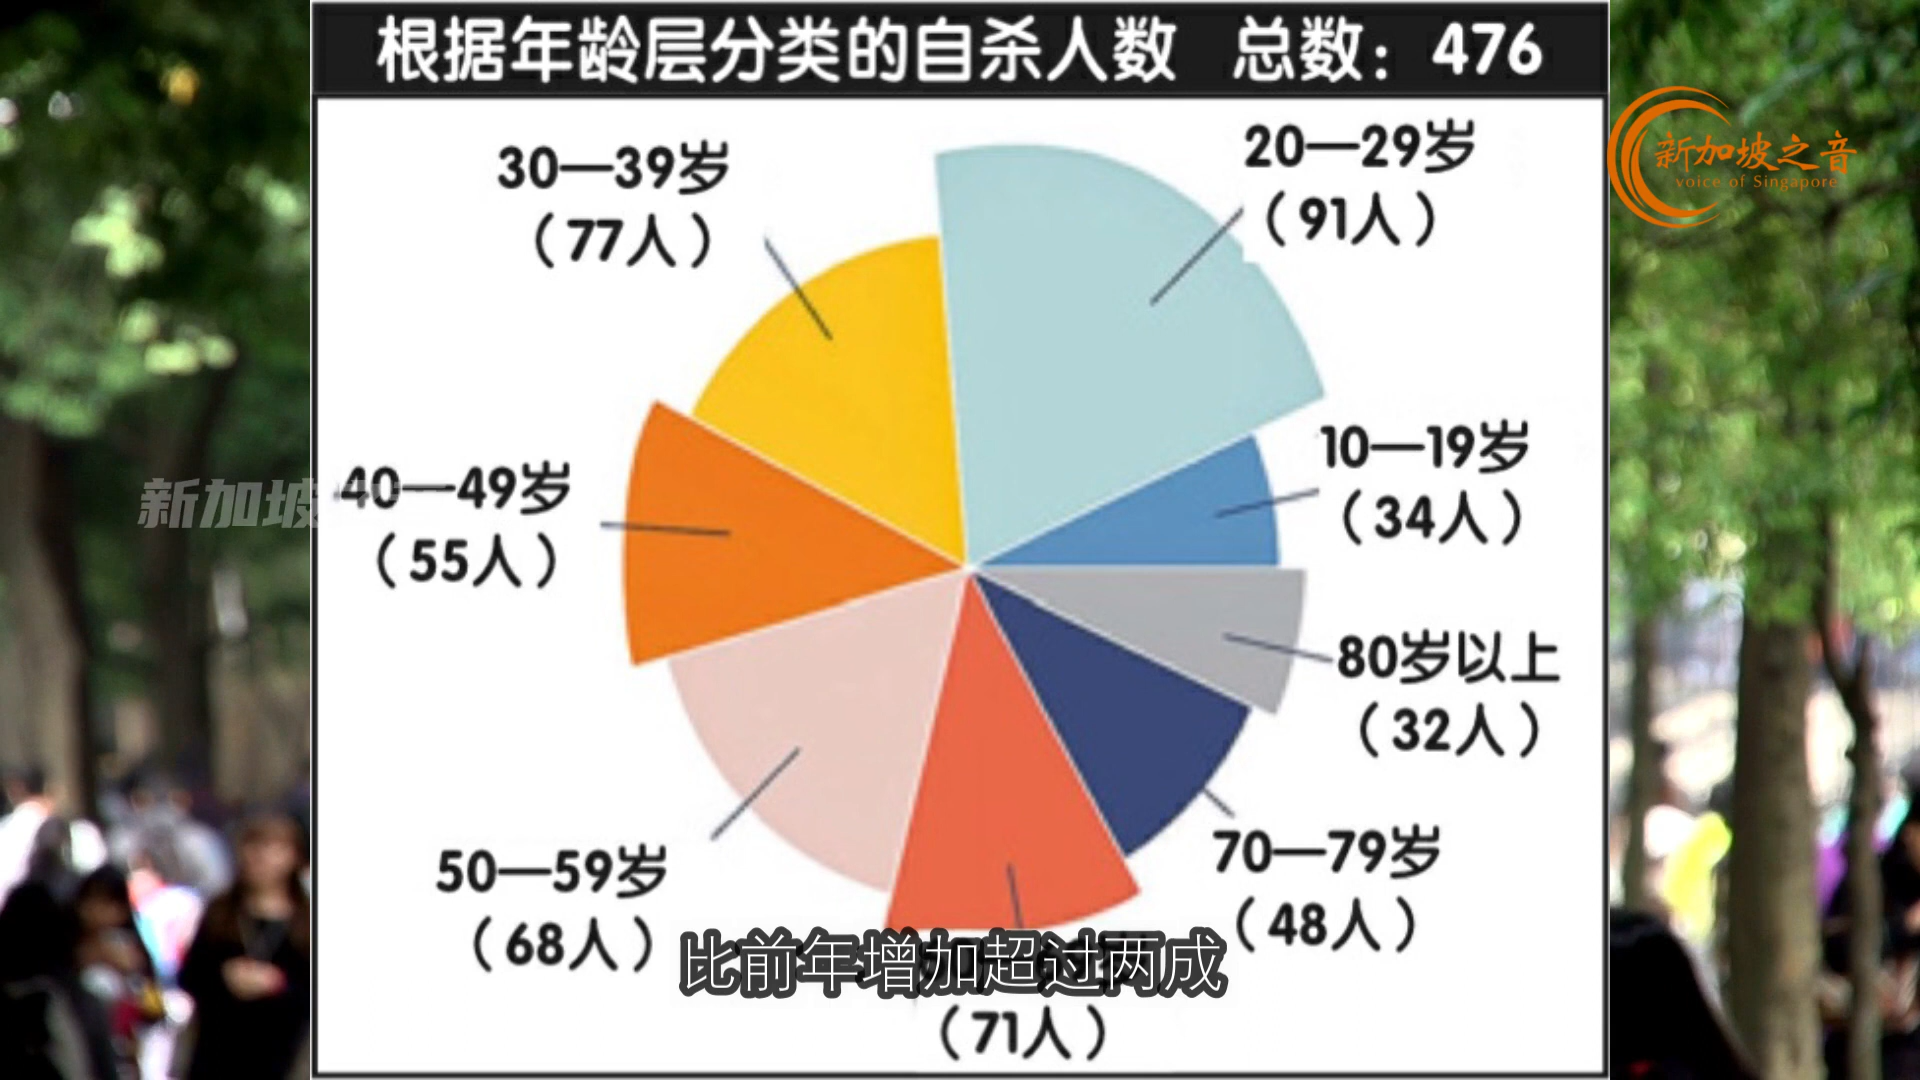 根据年龄层分类的自杀人数 总数：476
新加坡之音
voice of Singapore
20—29岁
（91人）
30—39岁
（77人）
10—19岁
（34人）
40—49岁
（55人）
新加坡
80岁以上
（32人）
70—79岁
（48人）
50—59岁
（68人）
比前年增加超过两成
（71人）